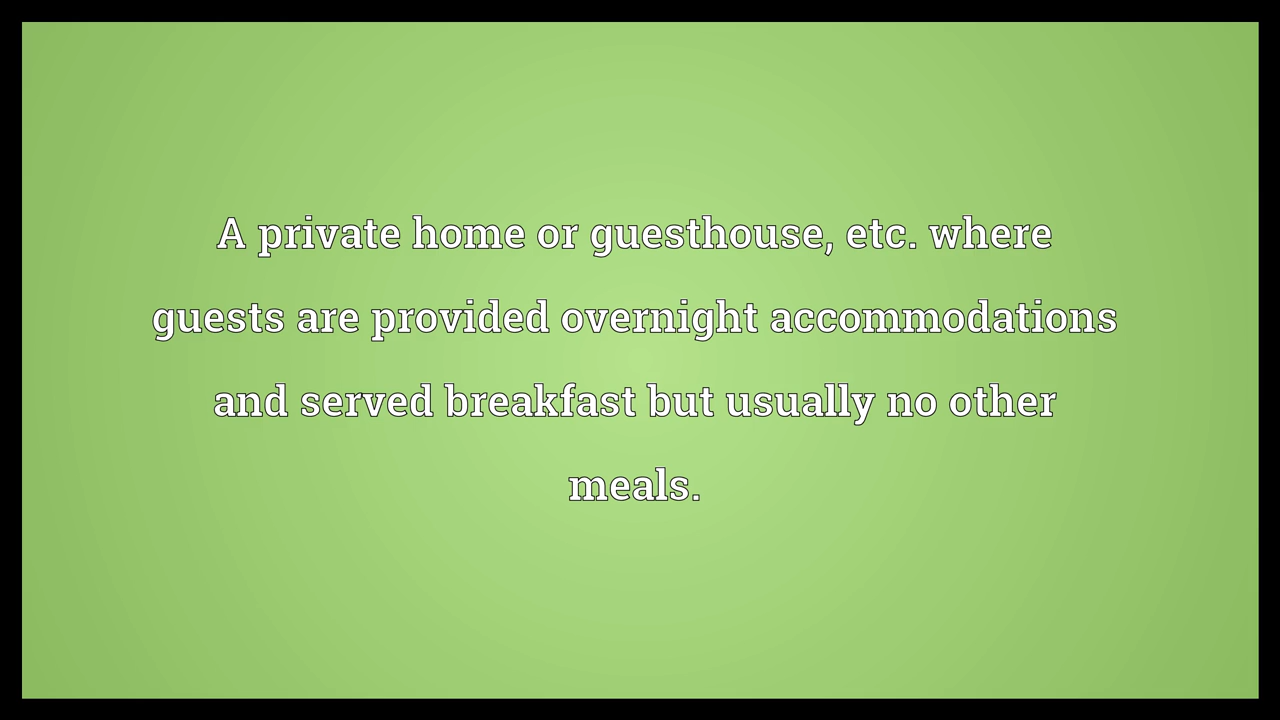 A private home or guesthouse, etc. where
guests are provided overnight accommodations
and served breakfast but usually no other
meals.